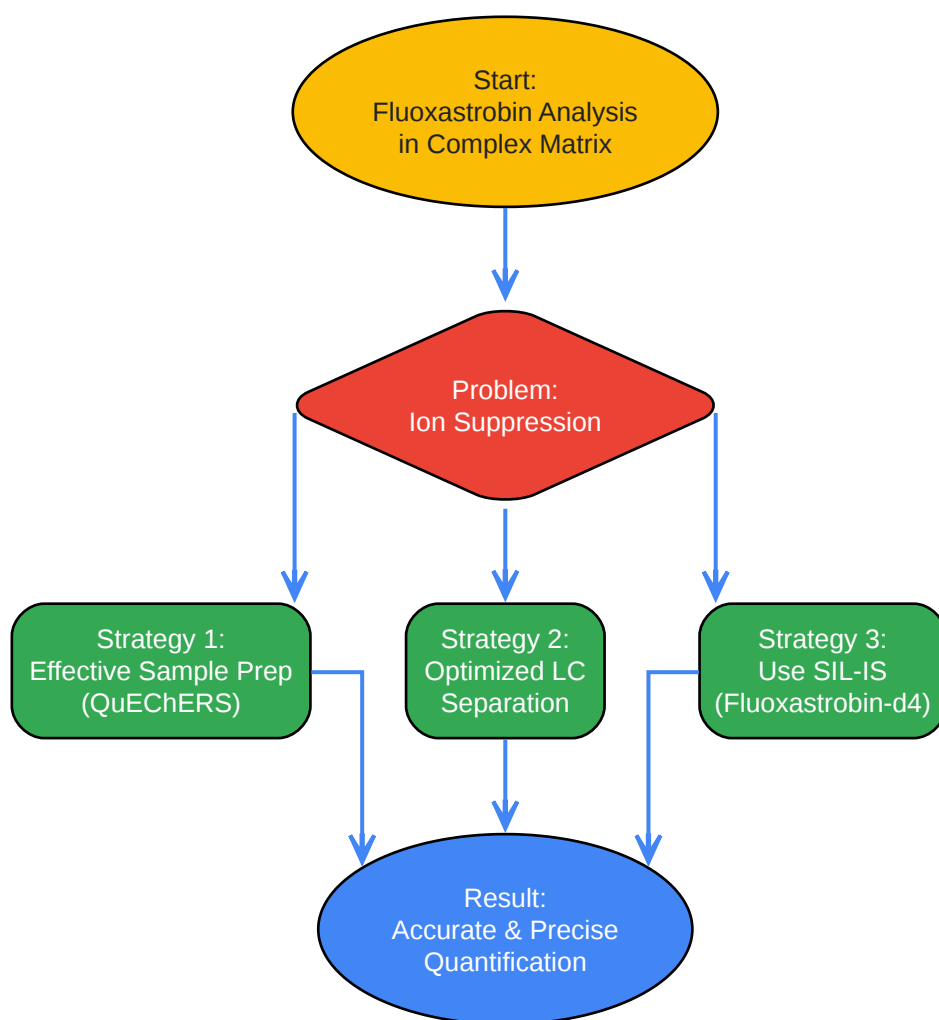 Start:
Fluoxastrobin Analysis
in Complex Matrix
Problem:
Ion Suppression
Strategy 1:
Effective Sample Prep
(QuEChERS)
Strategy 2:
Optimized LC
Separation
Strategy 3:
Use SIL-IS
(Fluoxastrobin-d4)
Result:
Accurate & Precise
Quantification